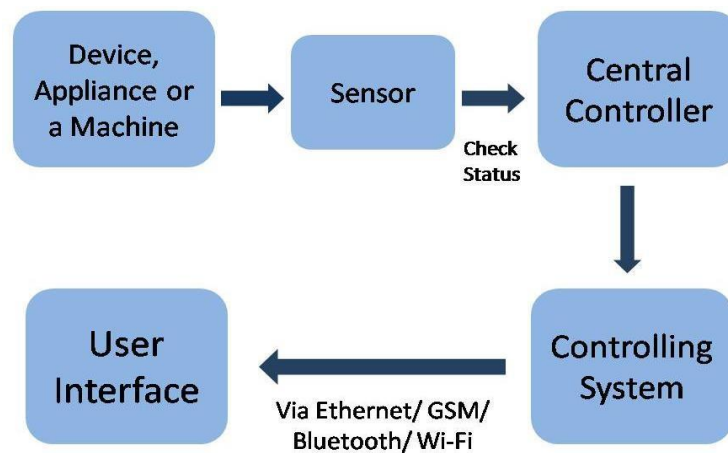 Device,
Appliance or
a Machine
Sensor
Check
Status
Central
Controller
Controlling
System
Via Ethernet/ GSM/
Bluetooth/ Wi-Fi
User
Interface